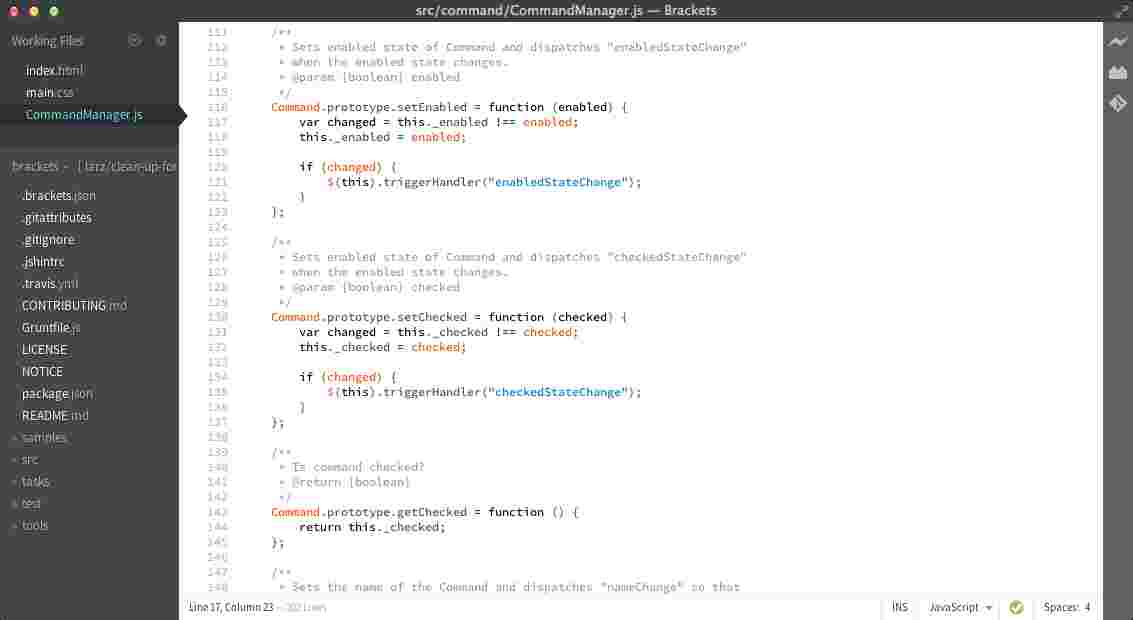 src/command/CommandManager.js — Brackets
Working Files
index.html
main.css
CommandManager.js
brackets
[ larz/clean-up-for
.brackets.json
.gitattributes
.gitignore
.jshintrc
.travis.yml
CONTRIBUTING.md
Gruntfile.js
LICENSE
NOTICE
package.json
README.md
samples
src
tasks
test
tools
111 /**
112 * Sets enabled state of Command and dispatches "enabledStateChange"
113 * when the enabled state changes.
114 * @param {boolean} enabled
115 */
116 Command.prototype.setEnabled = function (enabled) {
117 var changed = this._enabled !== enabled;
118 this._enabled = enabled;
119
120 if (changed) {
121 $(this).triggerHandler("enabledStateChange");
122 }
123 };
124
125 /**
126 * Sets enabled state of Command and dispatches "checkedStateChange"
127 * when the enabled state changes.
128 * @param {boolean} checked
129 */
130 Command.prototype.setChecked = function (checked) {
131 var changed = this._checked !== checked;
132 this._checked = checked;
133
134 if (changed) {
135 $(this).triggerHandler("checkedStateChange");
136 }
137 };
138
139 /**
140 * Is command checked?
141 * @return {boolean}
142 */
143 Command.prototype.getChecked = function () {
144 return this._checked;
145 };
146
147 /**
148 * Sets the name of the Command and dispatches "nameChange" so that
Line 17, Column 23
INS
JavaScript
Spaces: 4